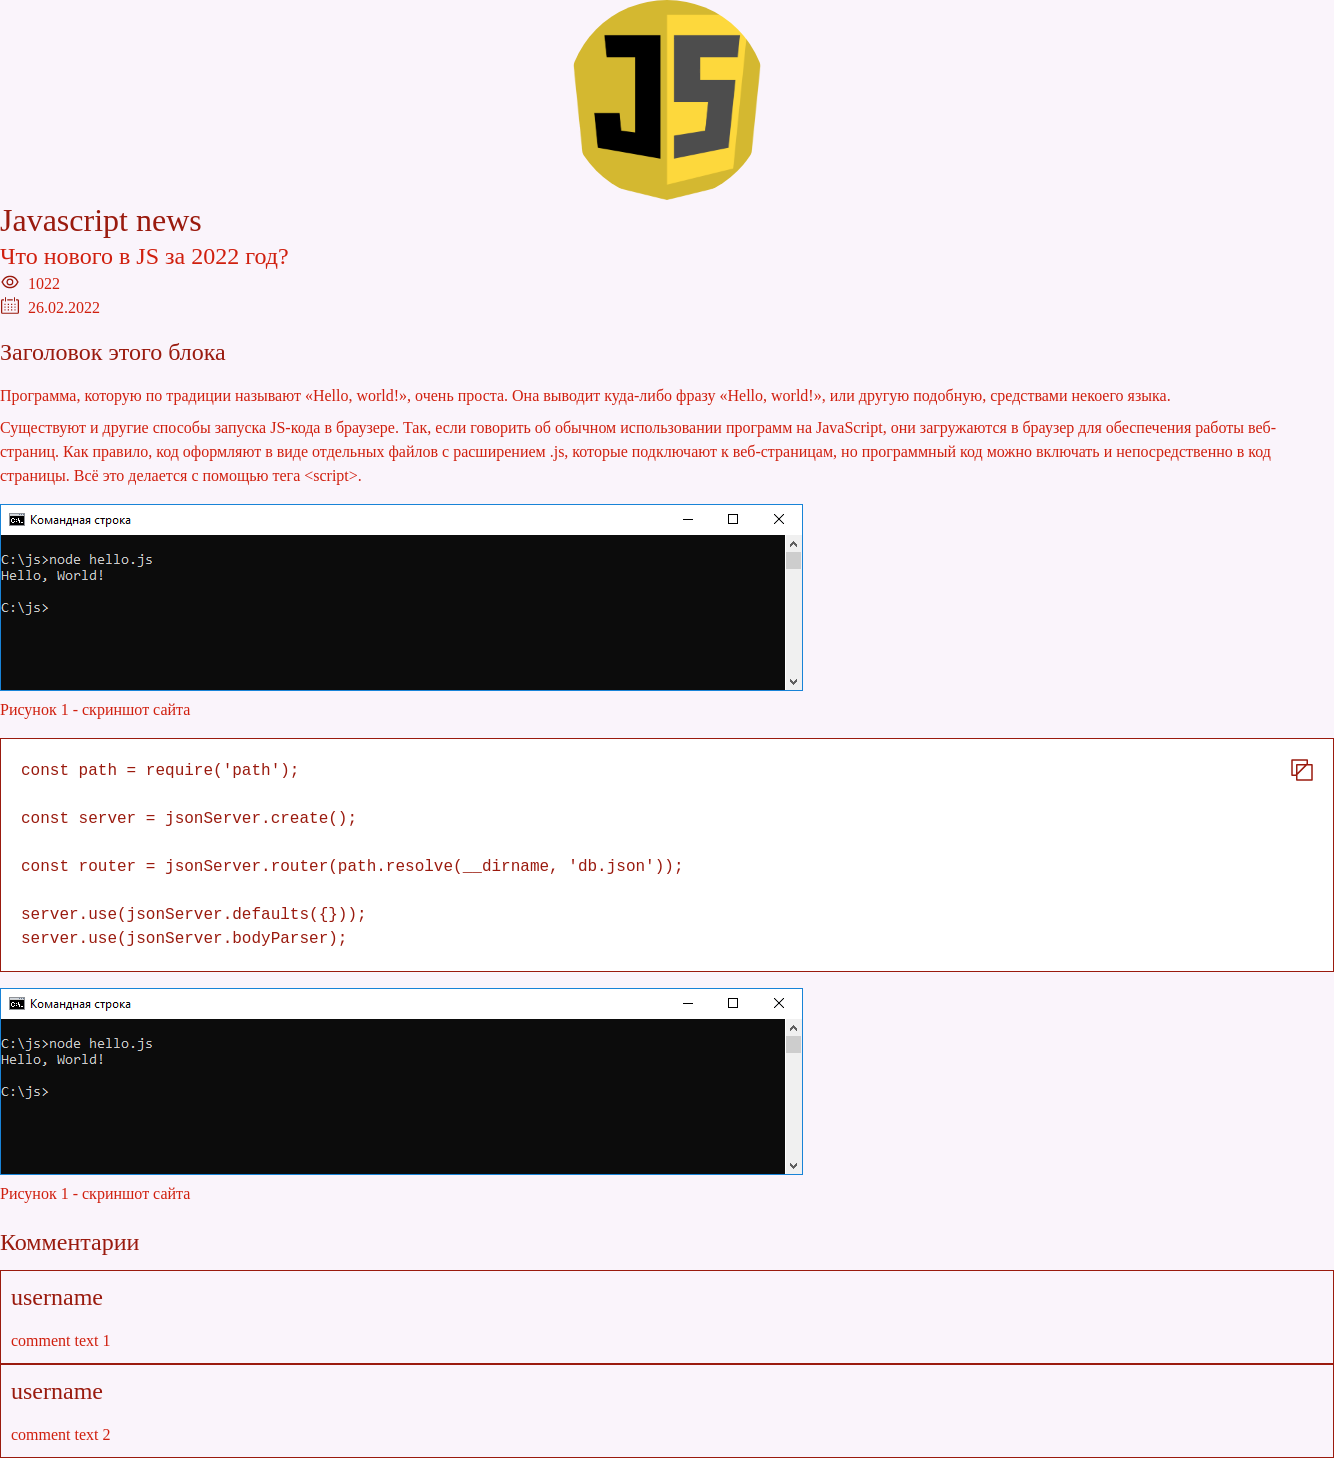 JS
Javascript news
Что нового в JS за 2022 год?
1022
26.02.2022
Заголовок этого блока
Программа, которую по традиции называют «Hello, world!», очень проста. Она выводит куда-либо фразу «Hello, world!», или другую подобную, средствами некоего языка.
Существуют и другие способы запуска JS-кода в браузере. Так, если говорить об обычном использовании программ на JavaScript, они загружаются в браузер для обеспечения работы веб-
страниц. Как правило, код оформляют в виде отдельных файлов с расширением .js, которые подключают к веб-страницам, но программный код можно включать и непосредственно в код
страницы. Всё это делается с помощью тега <script>.
Командная строка
C:\js>node hello.js
Hello, World!
C:\js>
Рисунок 1 - скриншот сайта
const path = require('path');
const server = jsonServer.create();
const router = jsonServer.router(path.resolve(__dirname, 'db.json'));
server.use(jsonServer.defaults({}));
server.use(jsonServer.bodyParser);
Командная строка
C:\js>node hello.js
Hello, World!
C:\js>
Рисунок 1 - скриншот сайта
Комментарии
username
comment text 1
username
comment text 2